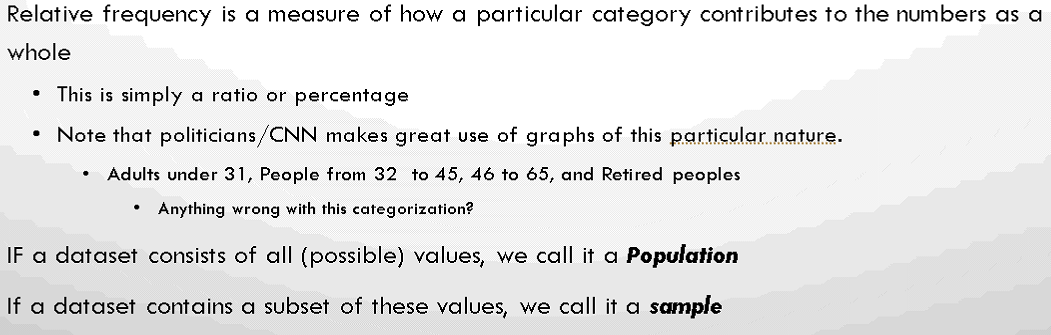 Relative frequency is a measure of how a particular category contributes to the numbers as a
whole
• This is simply a ratio or percentage
• Note that politicians/CNN makes great use of graphs of this particular nature.
• Adults under 31, People from 32 to 45, 46 to 65, and Retired peoples
• Anything wrong with this categorization?
IF a dataset consists of all (possible) values, we call it a Population
If a dataset contains a subset of these values, we call it a sample